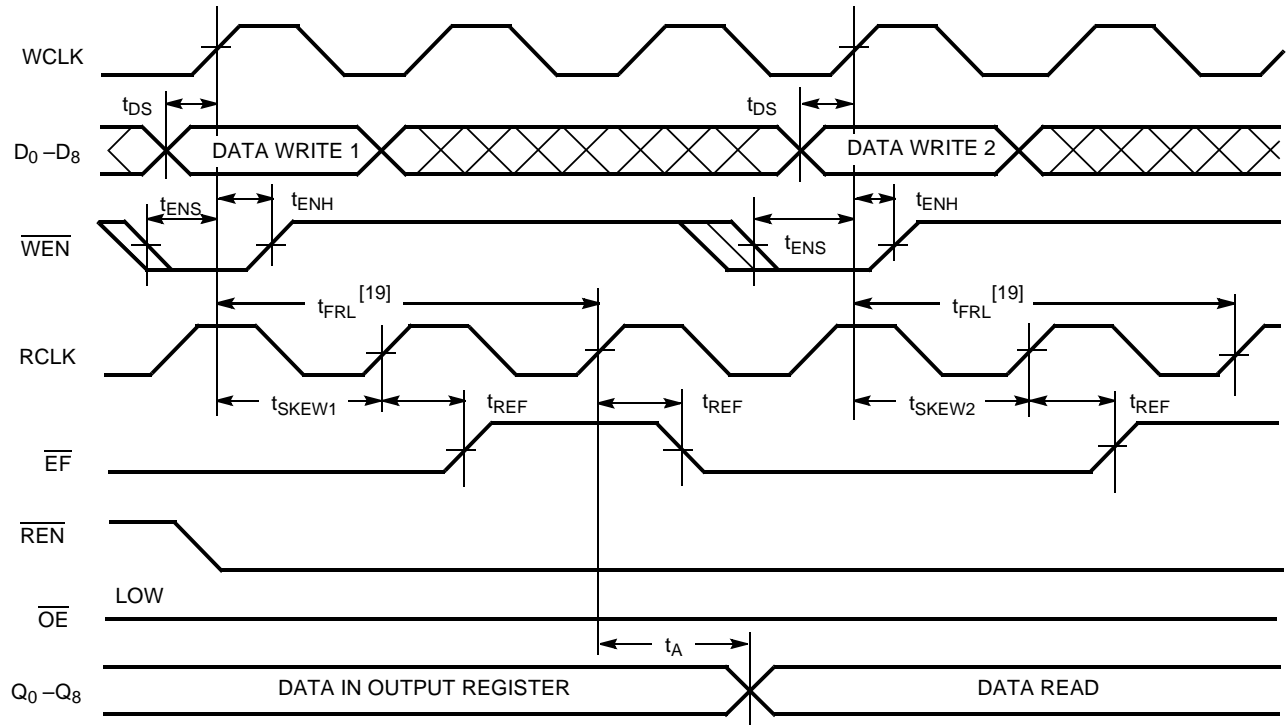 WCLK
tDS tDS
D0 –D8 DATA WRITE 1 DATA WRITE 2
tENS tENH tENH
WEN tENS
tFRL [19] tFRL [19]
RCLK
tSKEW1 tREF tREF tSKEW2 tREF
EF
REN
LOW
OE
tA
Q0 –Q8 DATA IN OUTPUT REGISTER DATA READ